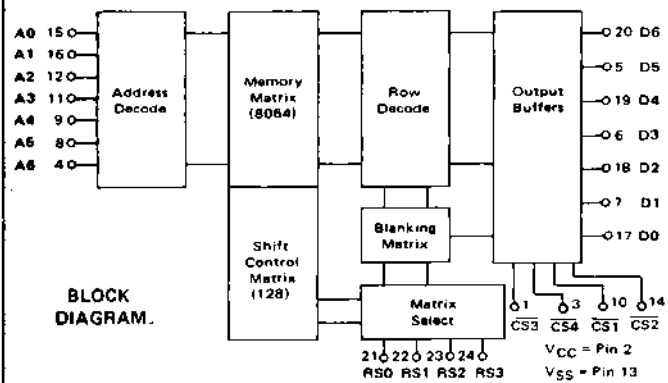 A0 15
A1 16
A2 12
A3 11
A4 9
A5 8
A6 4
Address
Decode
Memory
Matrix
(8064)
Row
Decode
Output
Buffers
20 D6
5 D5
19 D4
6 D3
18 D2
7 D1
17 D0
Shift
Control
Matrix
(128)
Blanking
Matrix
Matrix
Select
BLOCK
DIAGRAM.
1 3 10 14
CS3 CS4 CS1 CS2
21 22 23 24
RS0 RS1 RS2 RS3
VCC = Pin 2
VSS = Pin 13